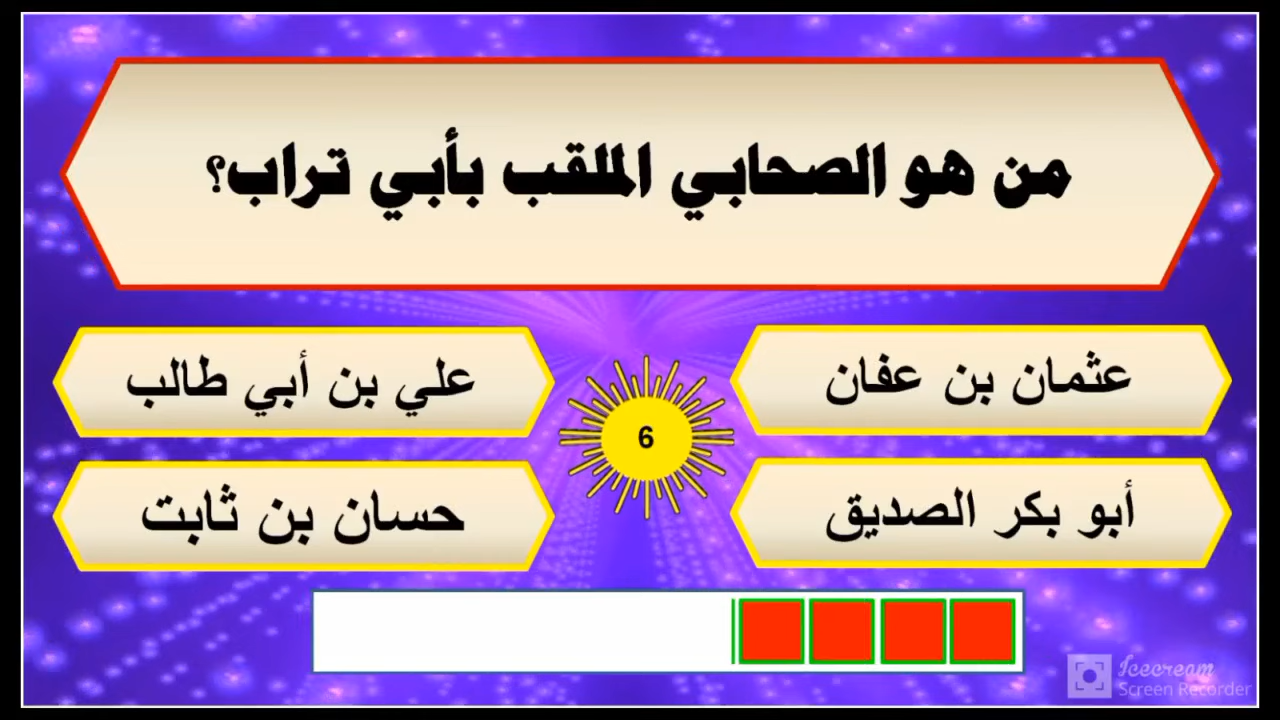 من هو الصحابي الملقب بأبي تراب؟
عثمان بن عفان
علي بن أبي طالب
6
أبو بكر الصديق
حسان بن ثابت
Icecream
Screen Recorder